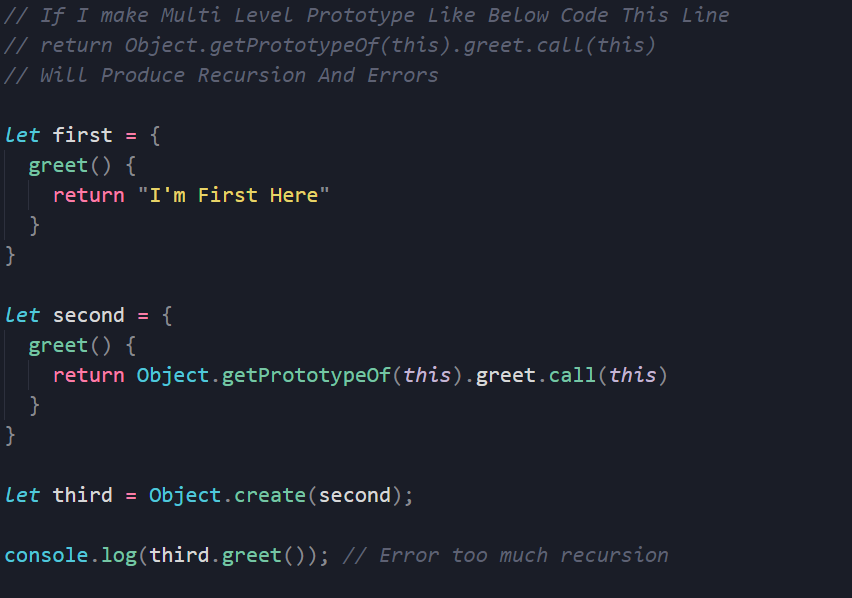 // If I make Multi Level Prototype Like Below Code This Line
// return Object.getPrototypeOf(this).greet.call(this)
// Will Produce Recursion And Errors
let first = {
greet() {
return "I'm First Here"
}
}
let second = {
greet() {
return Object.getPrototypeOf(this).greet.call(this)
}
}
let third = Object.create(second);
console.log(third.greet()); // Error too much recursion